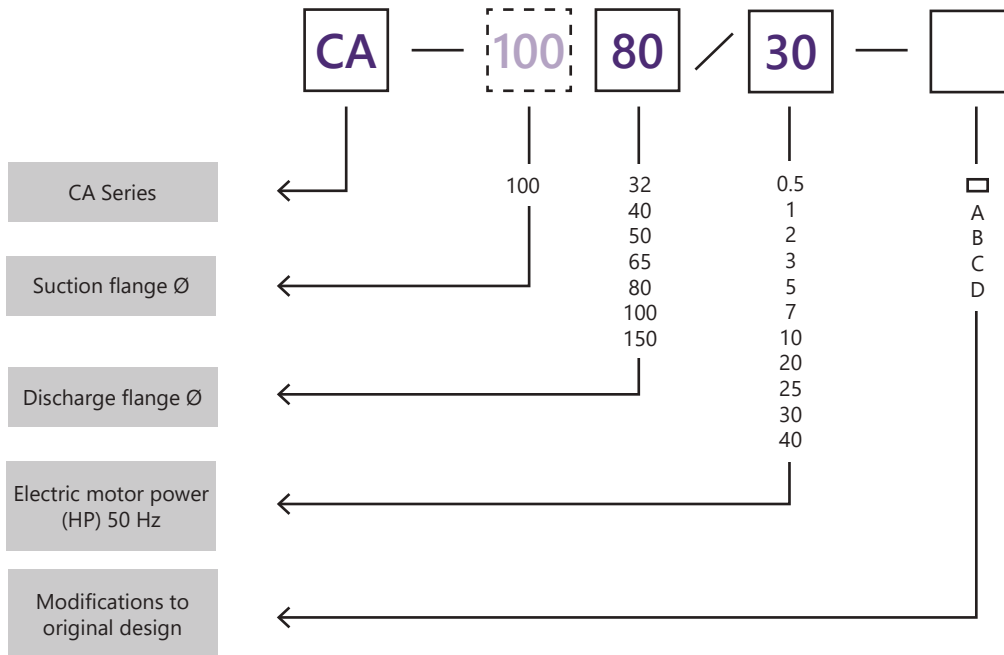 CA — 100 80 / 30 —
CA Series
100
32
40
50
65
80
100
150
0.5
1
2
3
5
7
10
20
25
30
40
A
B
C
D
Suction flange Ø
Discharge flange Ø
Electric motor power
(HP) 50 Hz
Modifications to
original design